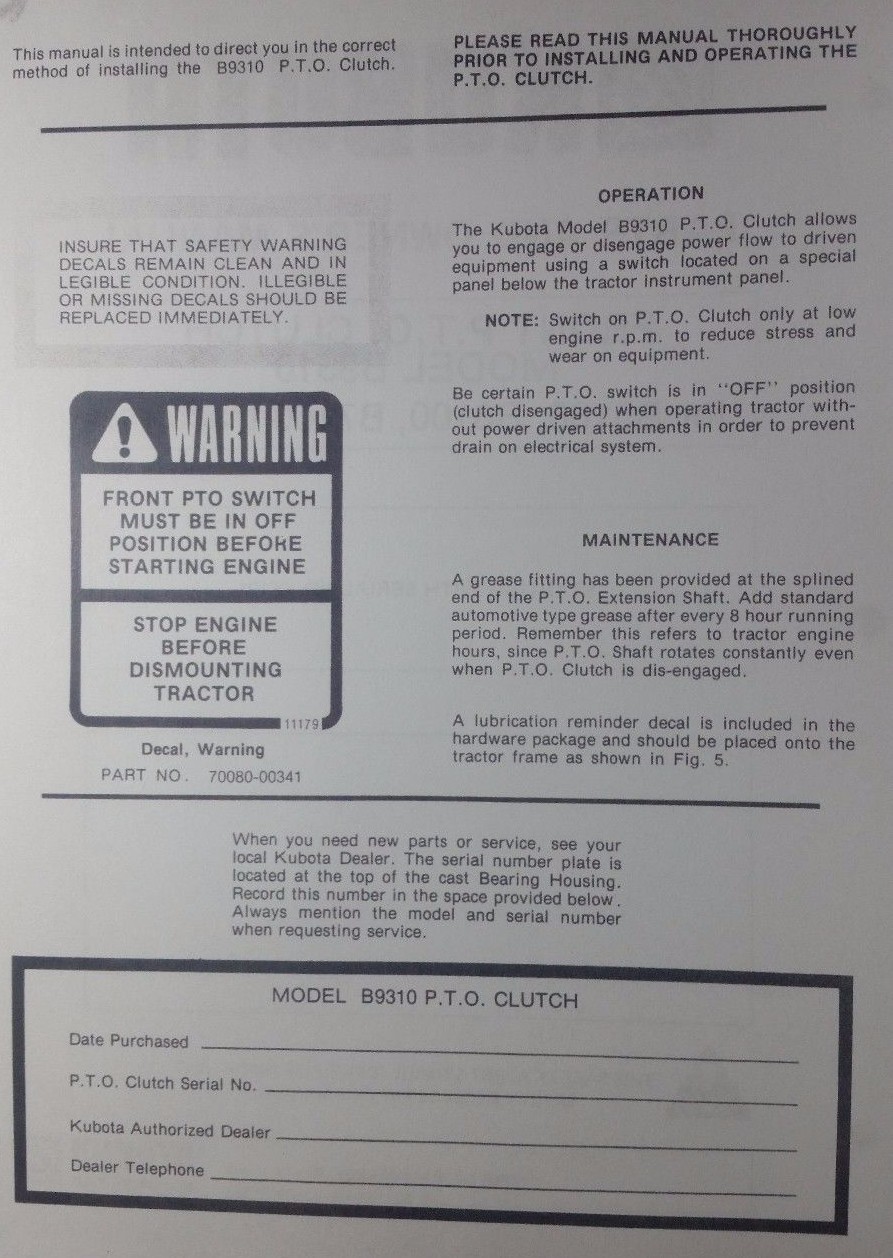 This manual is intended to direct you in the correct
method of installing the B9310 P.T.O. Clutch.
PLEASE READ THIS MANUAL THOROUGHLY
PRIOR TO INSTALLING AND OPERATING THE
P.T.O. CLUTCH.
INSURE THAT SAFETY WARNING
DECALS REMAIN CLEAN AND IN
LEGIBLE CONDITION. ILLEGIBLE
OR MISSING DECALS SHOULD BE
REPLACED IMMEDIATELY.
WARNING
FRONT PTO SWITCH
MUST BE IN OFF
POSITION BEFORE
STARTING ENGINE
STOP ENGINE
BEFORE
DISMOUNTING
TRACTOR
11179
Decal, Warning
PART NO. 70080-00341
OPERATION
The Kubota Model B9310 P.T.O. Clutch allows
you to engage or disengage power flow to driven
equipment using a switch located on a special
panel below the tractor instrument panel.
NOTE: Switch on P.T.O. Clutch only at low
engine r.p.m. to reduce stress and
wear on equipment.
Be certain P.T.O. switch is in "OFF" position
(clutch disengaged) when operating tractor with-
out power driven attachments in order to prevent
drain on electrical system.
MAINTENANCE
A grease fitting has been provided at the splined
end of the P.T.O. Extension Shaft. Add standard
automotive type grease after every 8 hour running
period. Remember this refers to tractor engine
hours, since P.T.O. Shaft rotates constantly even
when P.T.O. Clutch is dis-engaged.
A lubrication reminder decal is included in the
hardware package and should be placed onto the
tractor frame as shown in Fig. 5.
When you need new parts or service, see your
local Kubota Dealer. The serial number plate is
located at the top of the cast Bearing Housing.
Record this number in the space provided below.
Always mention the model and serial number
when requesting service.
MODEL B9310 P.T.O. CLUTCH
Date Purchased
P.T.O. Clutch Serial No.
Kubota Authorized Dealer
Dealer Telephone